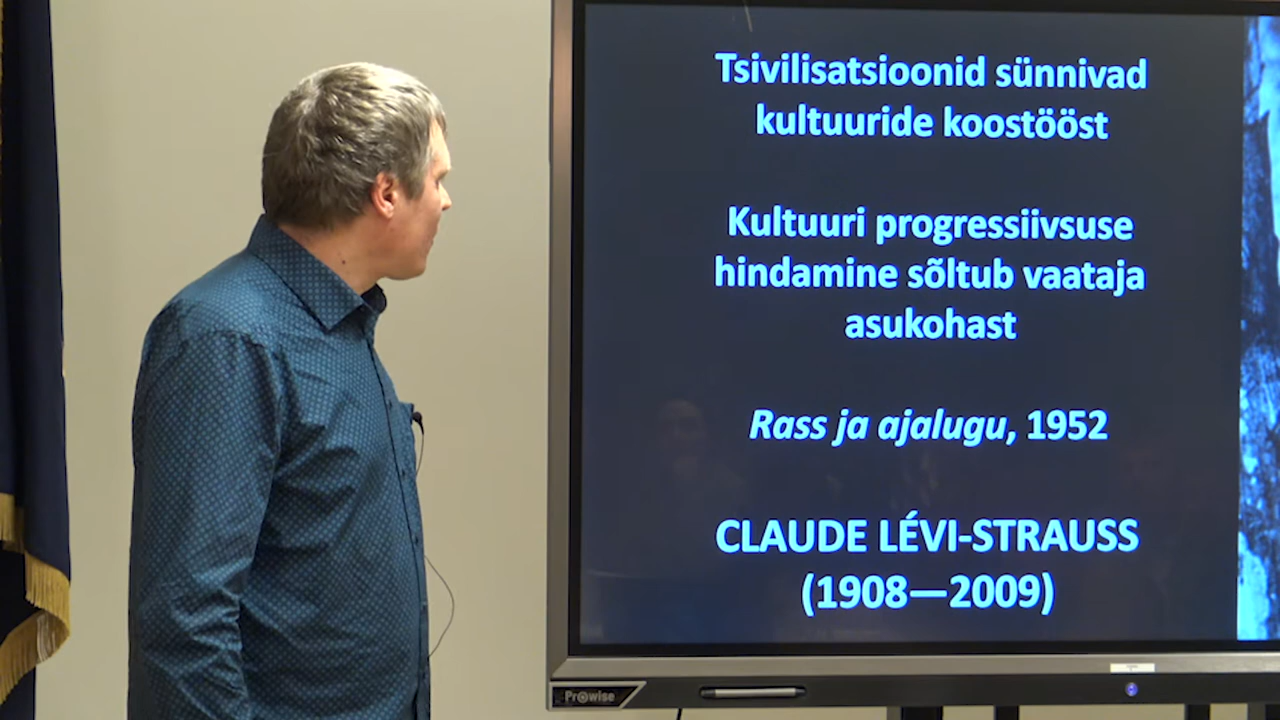 Tsivilisatsioonid sünnivad
kultuuride koostööst
Kultuuri progressiivsuse
hindamine sõltub vaataja
asukohast
Rass ja ajalugu, 1952
CLAUDE LÉVI-STRAUSS
(1908—2009)
Prowise